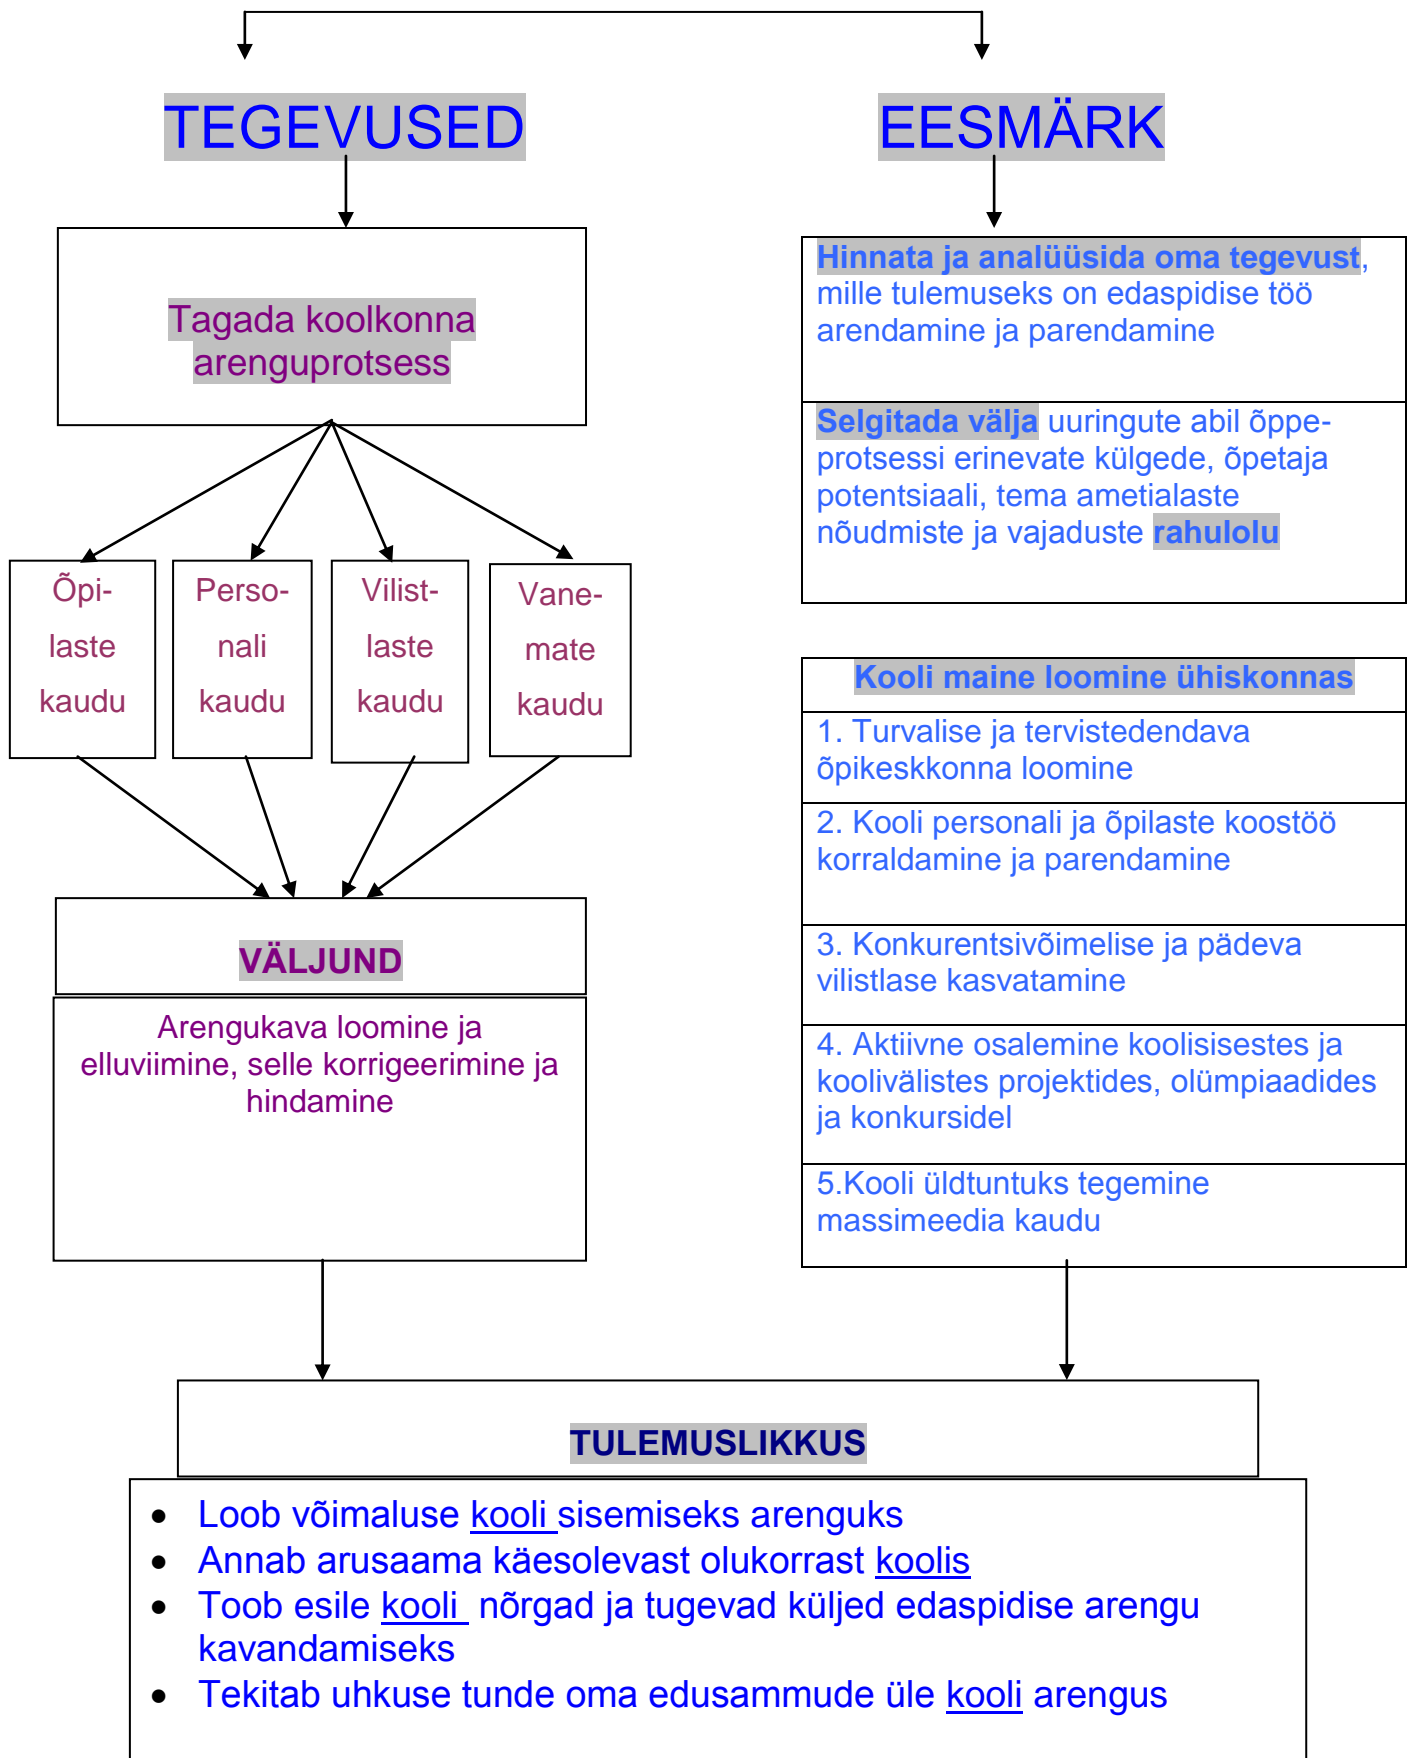 TEGEVUSED
Tagada koolkonna
arenguprotsess
Õpi-
laste
kaudu
Perso-
nali
kaudu
Vilist-
laste
kaudu
Vane-
mate
kaudu
VÄLJUND
Arengukava loomine ja
elluviimine, selle korrigeerimine ja
hindamine
EESMÄRK
Hinnata ja analüüsida oma tegevust,
mille tulemuseks on edaspidise töö
arendamine ja parendamine
Selgitada välja uuringute abil õppe-
protsessi erinevate külgede, õpetaja
potentsiaali, tema ametialaste
nõudmiste ja vajaduste rahulolu
Kooli maine loomine ühiskonnas
1. Turvalise ja tervistedendava
õpikeskkonna loomine
2. Kooli personali ja õpilaste koostöö
korraldamine ja parendamine
3. Konkurentsivõimelise ja pädeva
vilistlase kasvatamine
4. Aktiivne osalemine koolisisestes ja
koolivälistes projektides, olümpiaadides
ja konkursidel
5.Kooli üldtuntuks tegemine
massimeedia kaudu
TULEMUSLIKKUS
• Loob võimaluse kooli sisemiseks arenguks
• Annab arusaama käesolevast olukorrast koolis
• Toob esile kooli nõrgad ja tugevad küljed edaspidise arengu
kavandamiseks
• Tekitab uhkuse tunde oma edusammude üle kooli arengus